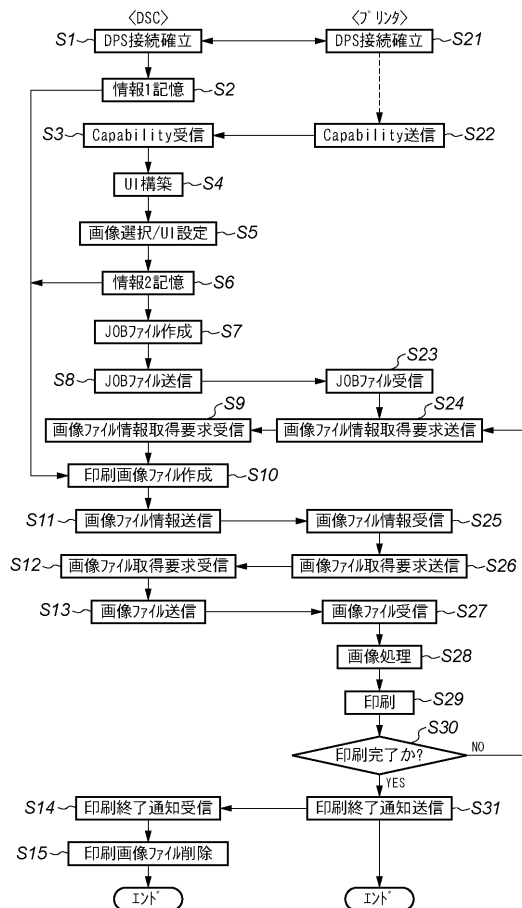 <DSC>
<プリンタ>
S1
DPS接続確立
DPS接続確立
S21
情報1記憶
S2
S3
Capability受信
Capability送信
S22
UI構築
S4
画像選択/UI設定
S5
情報2記憶
S6
JOBファイル作成
S7
S23
S8
JOBファイル送信
JOBファイル受信
S9
S24
画像ファイル情報取得要求受信
画像ファイル情報取得要求送信
印刷画像ファイル作成
S10
S11
画像ファイル情報送信
画像ファイル情報受信
S25
S12
画像ファイル取得要求受信
画像ファイル取得要求送信
S26
S13
画像ファイル送信
画像ファイル受信
S27
画像処理
S28
印刷
S29
S30
印刷完了か?
NO
YES
S14
印刷終了通知受信
印刷終了通知送信
S31
S15
印刷画像ファイル削除
エンド
エンド